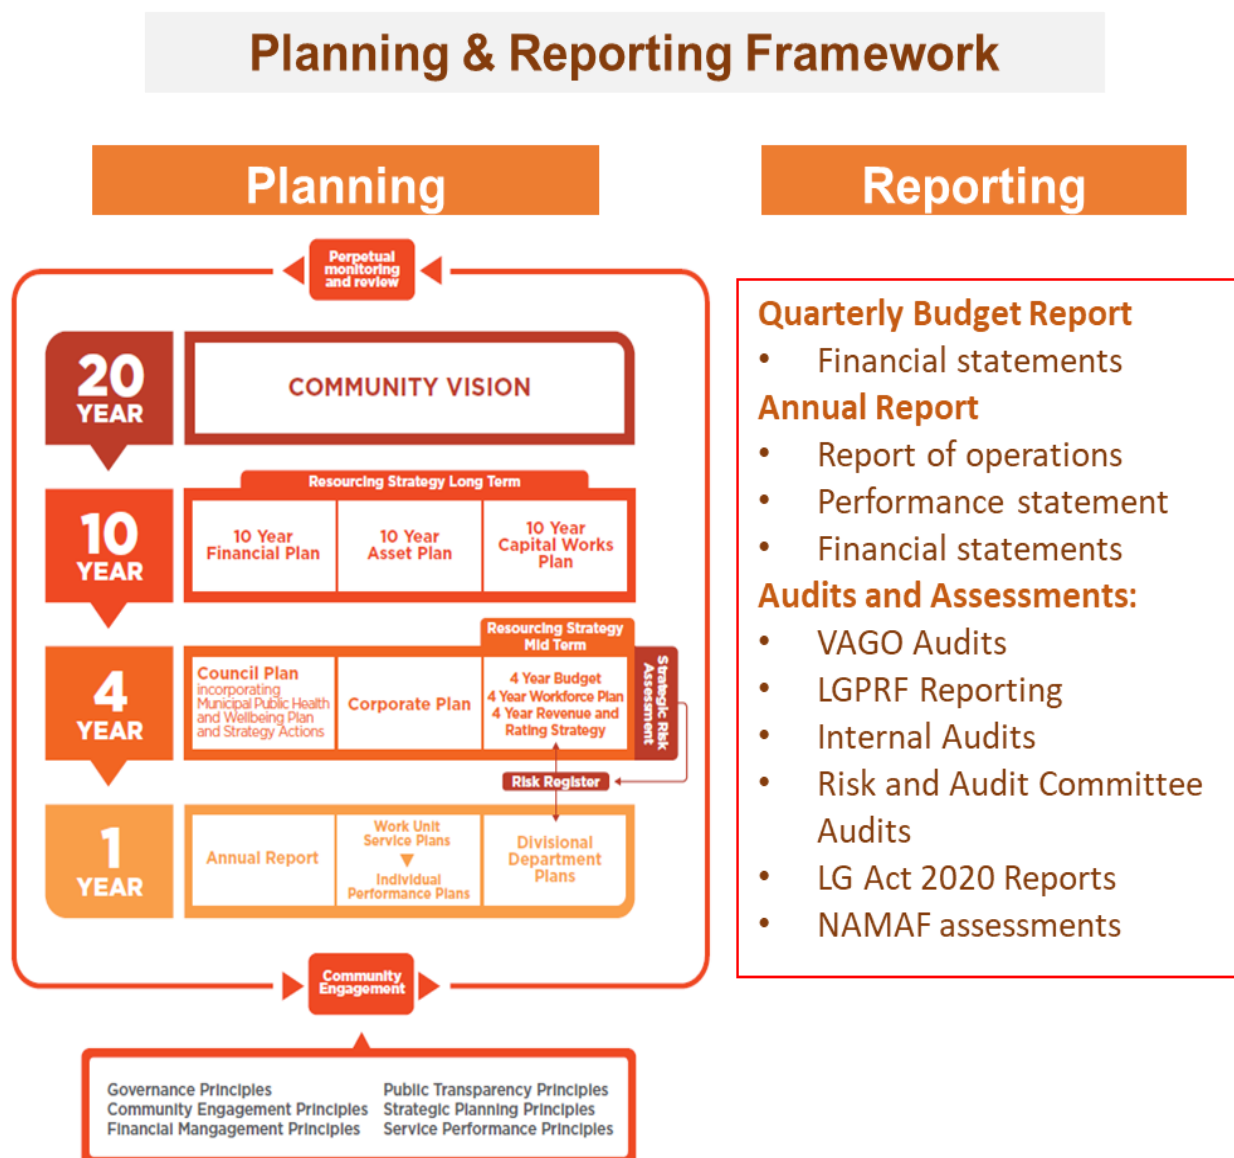 Planning & Reporting Framework
Planning
Reporting
Perpetual
monitoring
and review
20
YEAR
COMMUNITY VISION
Resourcing Strategy Long Term
10
YEAR
10 Year
Financial Plan
10 Year
Asset Plan
10 Year
Capital Works
Plan
Resourcing Strategy
Mid Term
4
YEAR
Council Plan
incorporating
Municipal Public Health
and Wellbeing Plan
and Strategy Actions
Corporate Plan
4 Year Budget
4 Year Workforce Plan
4 Year Revenue and
Rating Strategy
Strategic Risk
Assessment
Risk Register
1
YEAR
Annual Report
Work Unit
Service Plans
Individual
Performance Plans
Divisional
Department
Plans
Community
Engagement
Governance Principles
Community Engagement Principles
Financial Mangagement Principles
Public Transparency Principles
Strategic Planning Principles
Service Performance Principles
Quarterly Budget Report
• Financial statements
Annual Report
• Report of operations
• Performance statement
• Financial statements
Audits and Assessments:
• VAGO Audits
• LGPRF Reporting
• Internal Audits
• Risk and Audit Committee
Audits
• LG Act 2020 Reports
• NAMAF assessments